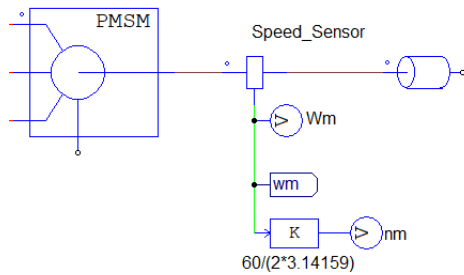 PMSM
Speed_Sensor
V
Wm
wm
K
V
nm
60/(2*3.14159)